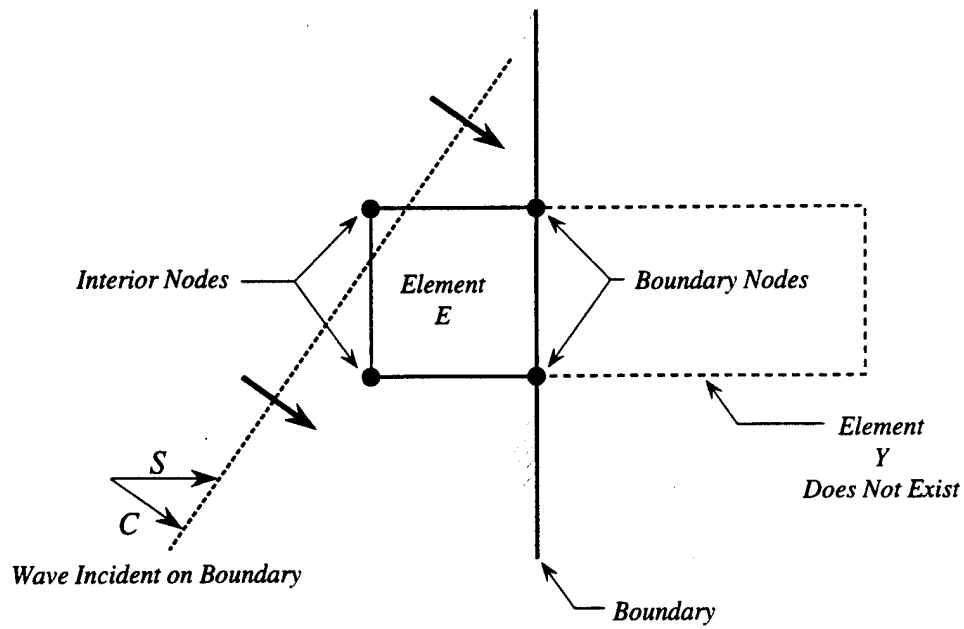 Interior Nodes
Element
E
Boundary Nodes
Element
Y
Does Not Exist
S
C
Wave Incident on Boundary
Boundary